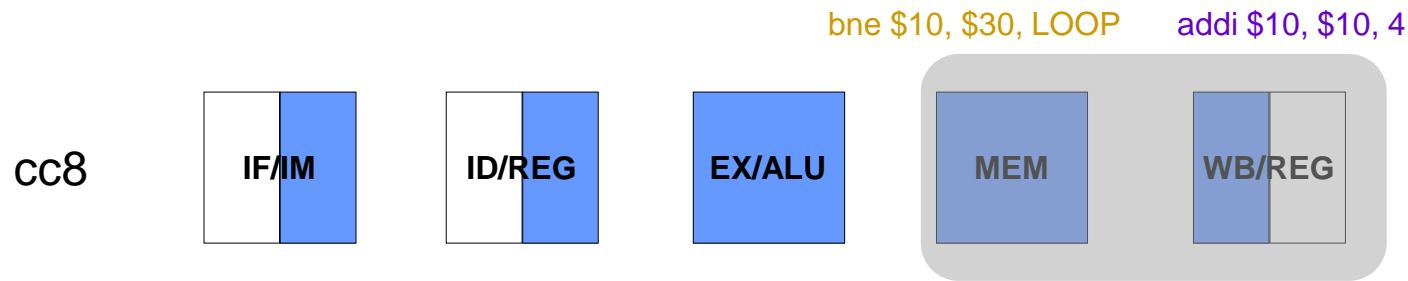 bne $10, $30, LOOP addi $10, $10, 4
cc8 IF/IM ID/REG EX/ALU MEM WB/REG